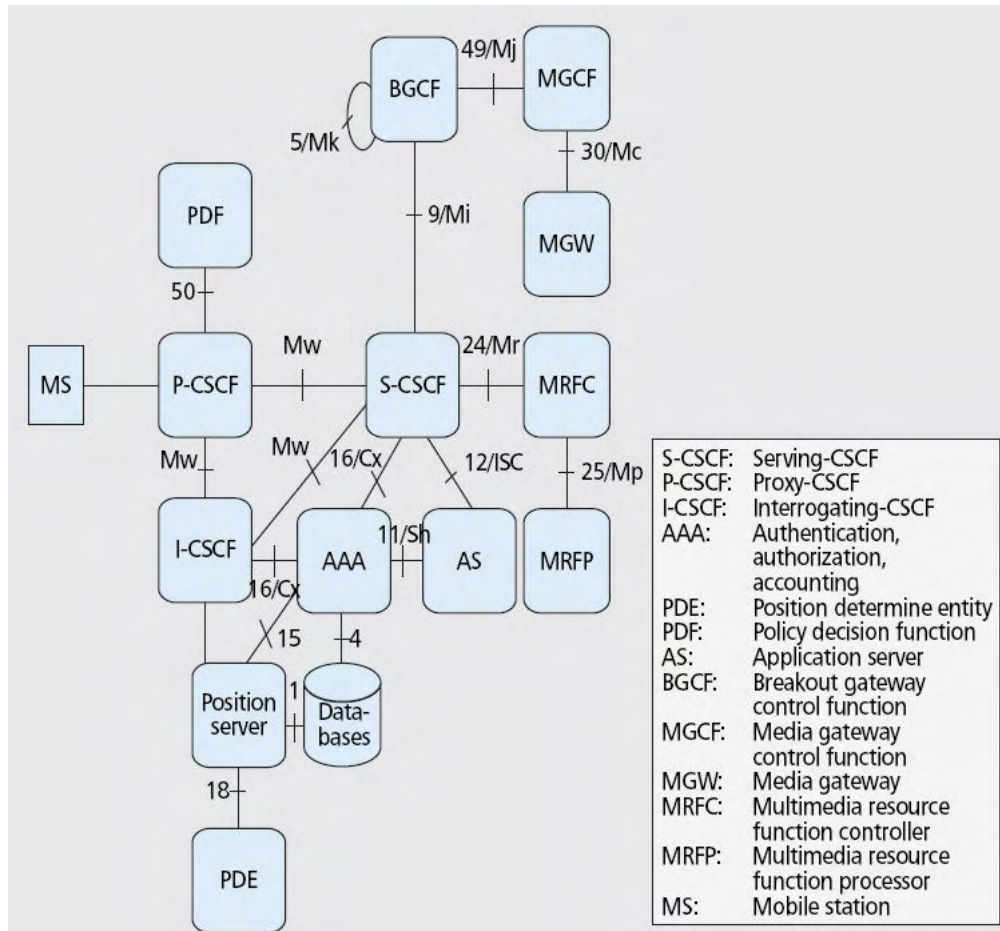 49/Mj
BGCF
MGCF
5/Mk
30/Mc
PDF
9/Mi
MGW
50
Mw
24/Mr
MS
P-CSCF
S-CSCF
MRFC
Mw
Mw
16/Cx
12/ISC
25/Mp
I-CSCF
AAA
11/Sh
AS
MRFP
16/Cx
15
4
Position
server
1
Data-
bases
18
PDE
S-CSCF: Serving-CSCF
P-CSCF: Proxy-CSCF
I-CSCF: Interrogating-CSCF
AAA: Authentication,
authorization,
accounting
PDE: Position determine entity
PDF: Policy decision function
AS: Application server
BGCF: Breakout gateway
control function
MGCF: Media gateway
control function
MGW: Media gateway
MRFC: Multimedia resource
function controller
MRFP: Multimedia resource
function processor
MS: Mobile station